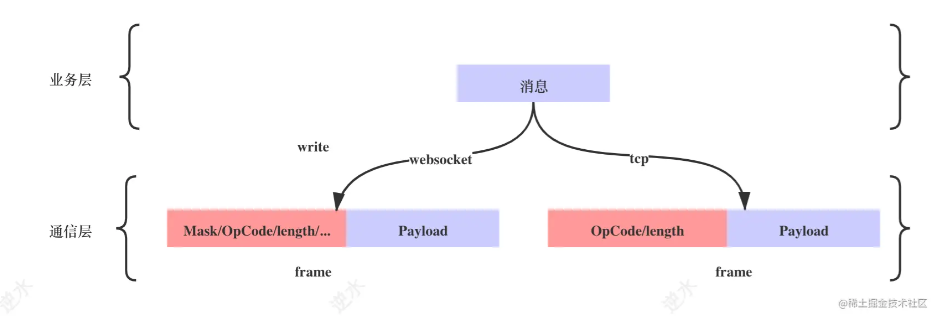 业务层
消息
write
websocket
tcp
通信层
Mask/OpCode/length/...
Payload
OpCode/length
Payload
frame
frame
逆水
逆水
逆水
@稀土掘金技术社区